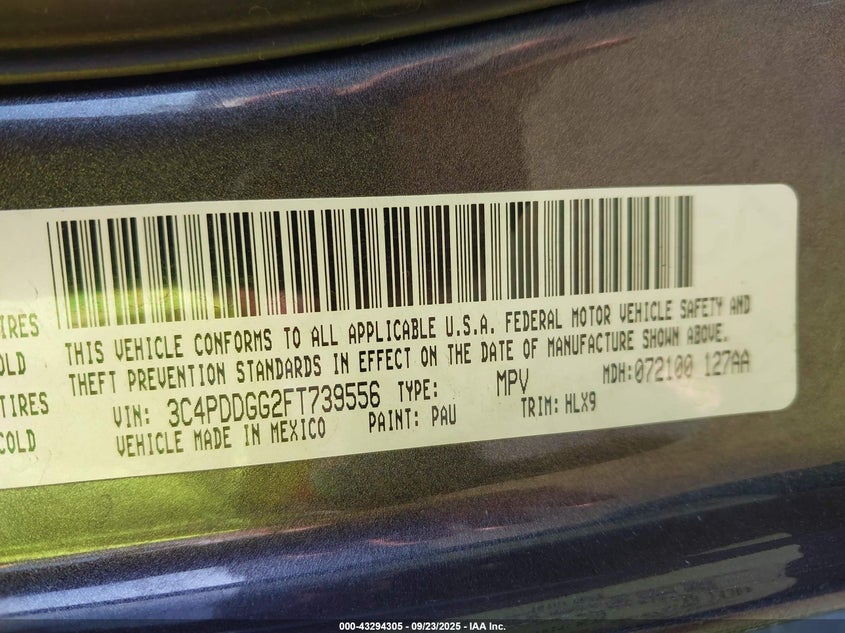 THIS VEHICLE CONFORMS TO ALL APPLICABLE U.S.A. FEDERAL MOTOR VEHICLE SAFETY AND
THEFT PREVENTION STANDARDS IN EFFECT ON THE DATE OF MANUFACTURE SHOWN ABOVE.
VIN: 3C4PDDGG2FT739556 TYPE: MPV MDH:072100 127AA
VEHICLE MADE IN MEXICO PAINT: PAU TRIM: HLX9
IRES
OLD
TIRES
COLD
000-43294305 - 09/23/2025 - IAA Inc.